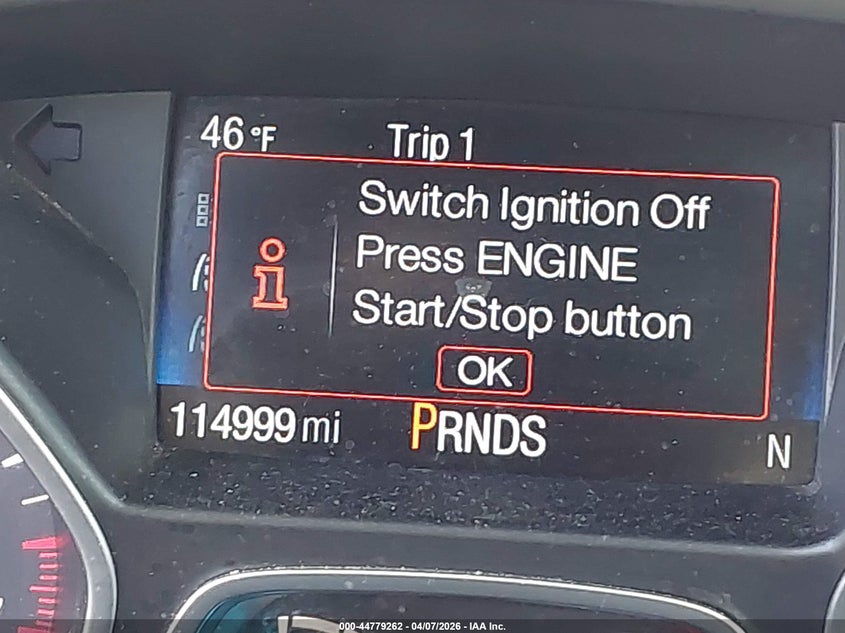 46°F Trip 1
Switch Ignition Off
Press ENGINE
Start/Stop button
OK
114999 mi PRNDS N
000-44779262 - 04/07/2026 - IAA Inc.